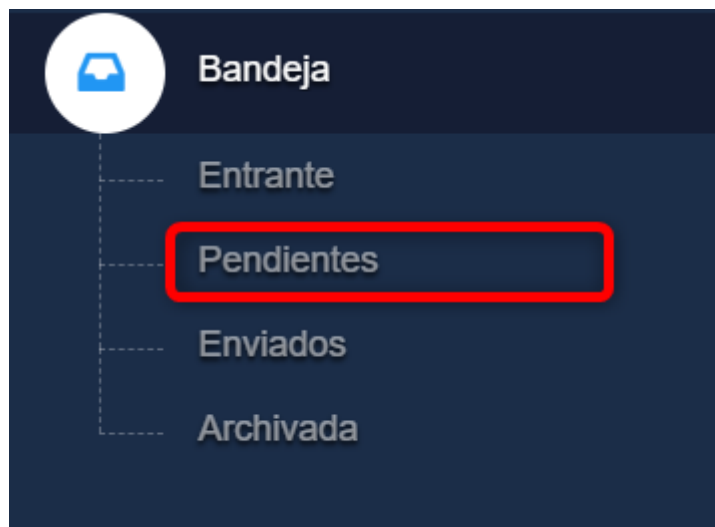 Bandeja
Entrante
Pendientes
Enviados
Archivada